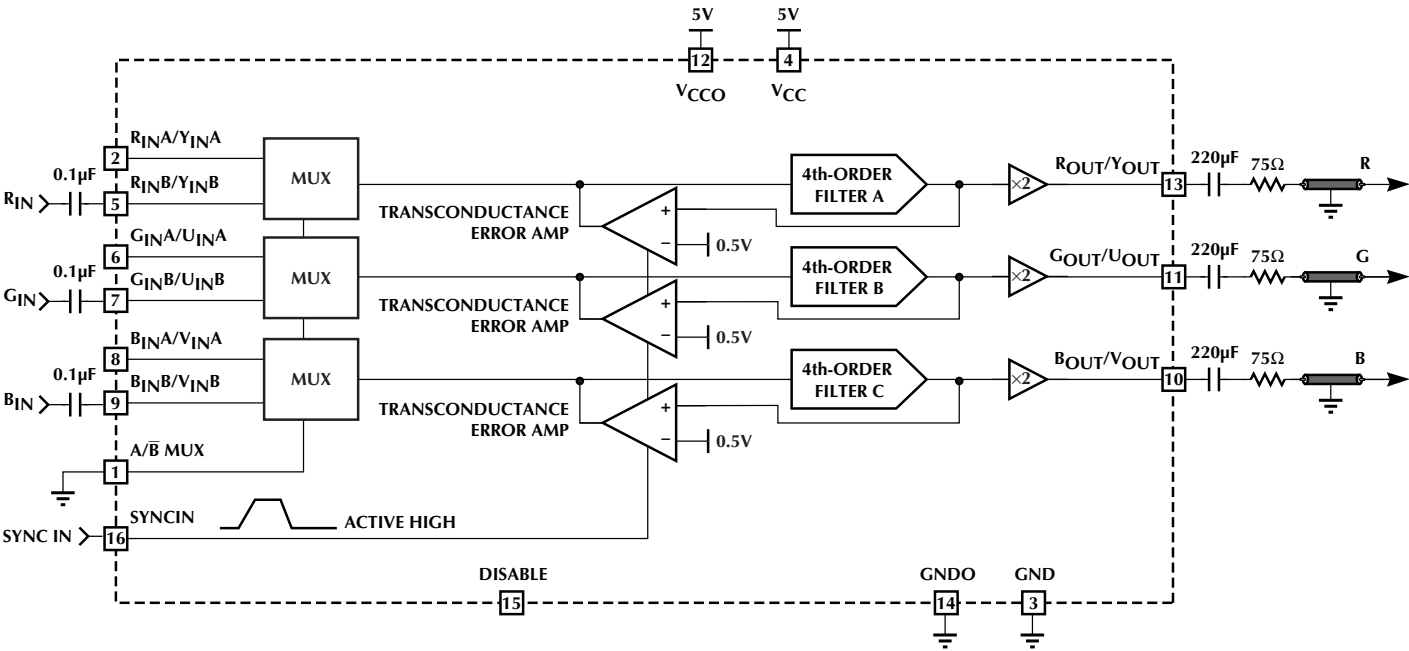 5V
5V
12
4
VCCO
VCC
RINA/YINA
2
0.1µF
RINB/YINB
RIN
5
MUX
GINA/UINA
6
0.1µF
GINB/UINB
GIN
7
MUX
BINA/VINA
8
0.1µF
BINB/VINB
BIN
9
MUX
A/B̅ MUX
1
SYNCIN
SYNC IN
16
ACTIVE HIGH
TRANSCONDUCTANCE
ERROR AMP
+
−
0.5V
4th-ORDER
FILTER A
×2
ROUT/YOUT
13
220µF
75Ω
R
TRANSCONDUCTANCE
ERROR AMP
+
−
0.5V
4th-ORDER
FILTER B
×2
GOUT/UOUT
11
220µF
75Ω
G
TRANSCONDUCTANCE
ERROR AMP
+
−
0.5V
4th-ORDER
FILTER C
×2
BOUT/VOUT
10
220µF
75Ω
B
DISABLE
15
GNDO
14
GND
3